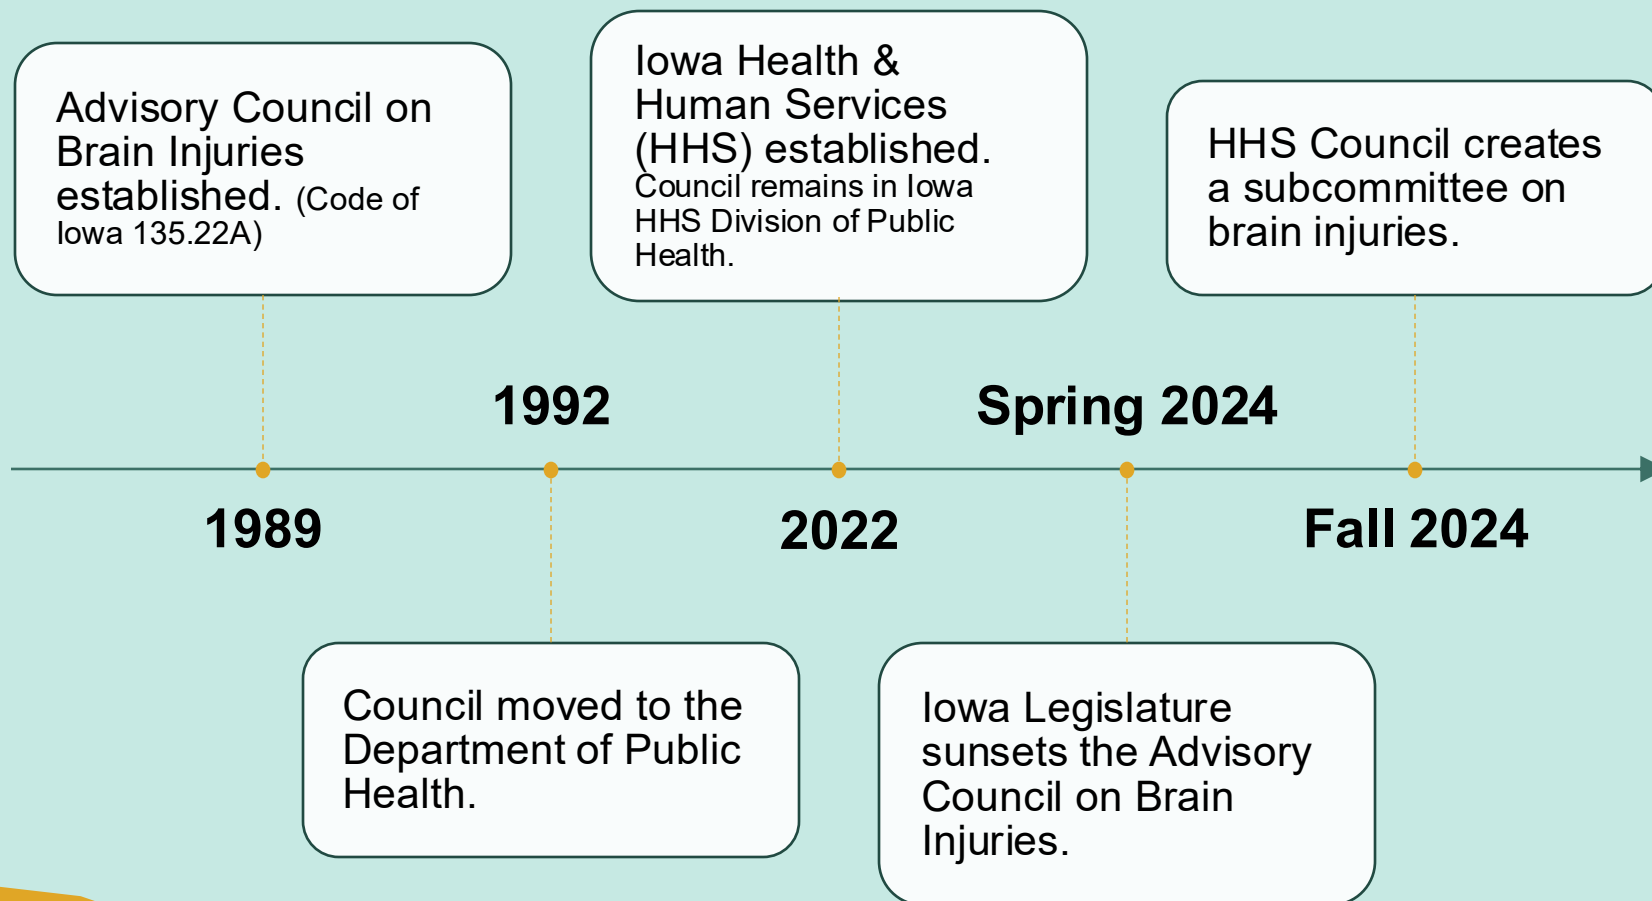 Advisory Council on
Brain Injuries
established. (Code of
Iowa 135.22A)
1989
1992
Council moved to the
Department of Public
Health.
Iowa Health &
Human Services
(HHS) established.
Council remains in Iowa
HHS Division of Public
Health.
2022
Spring 2024
Iowa Legislature
sunsets the Advisory
Council on Brain
Injuries.
HHS Council creates
a subcommittee on
brain injuries.
Fall 2024